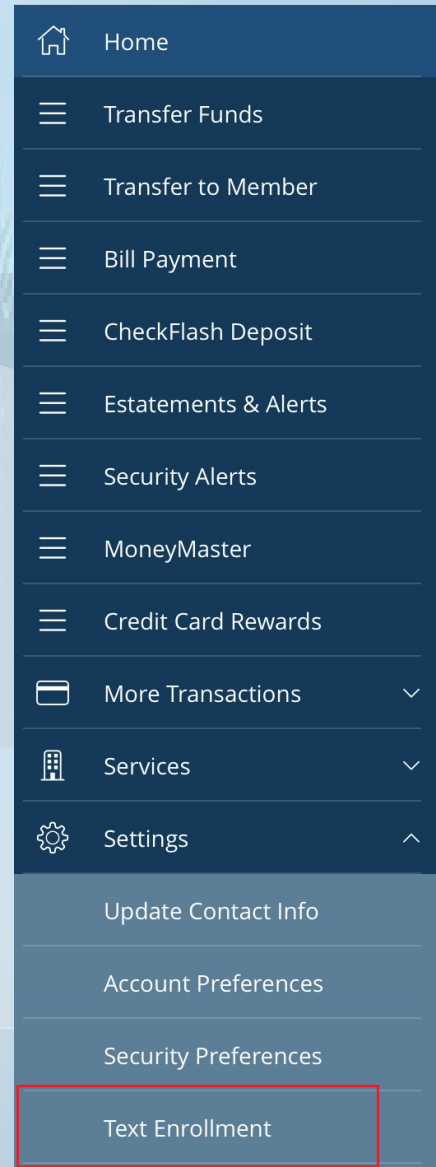 Home
Transfer Funds
Transfer to Member
Bill Payment
CheckFlash Deposit
Estatements & Alerts
Security Alerts
MoneyMaster
Credit Card Rewards
More Transactions
Services
Settings
Update Contact Info
Account Preferences
Security Preferences
Text Enrollment